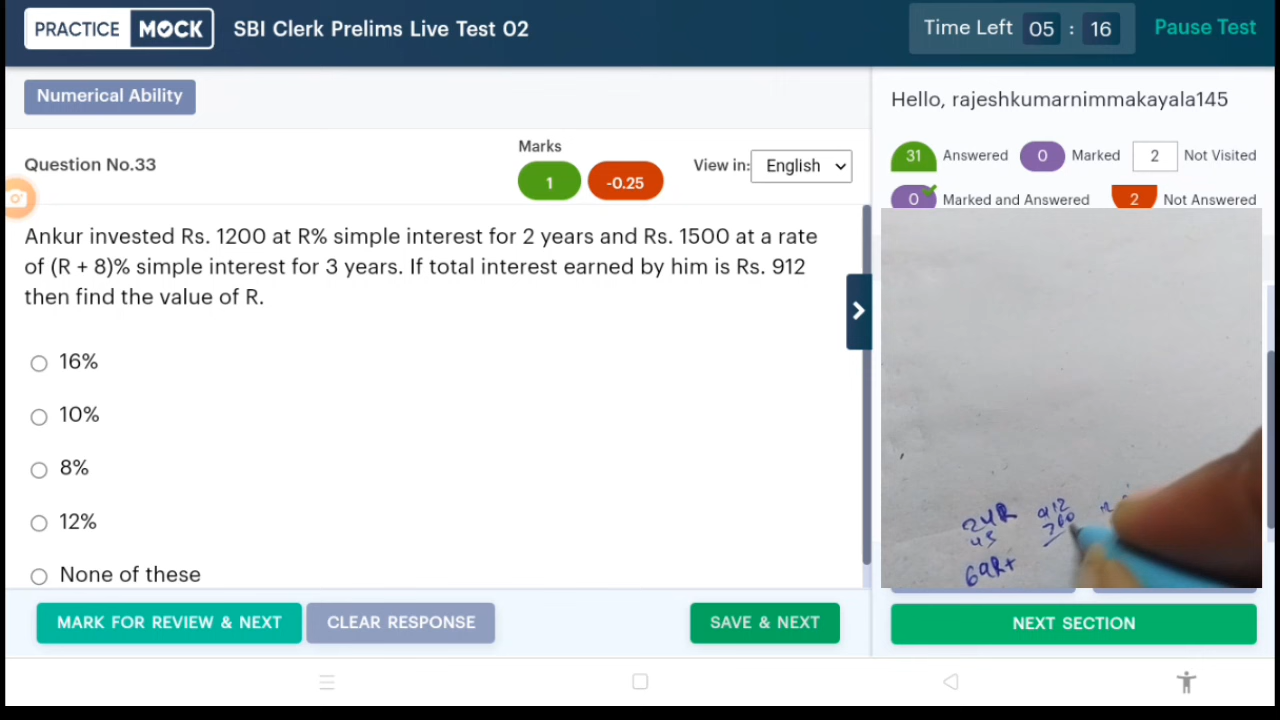 PRACTICE MOCK SBI Clerk Prelims Live Test 02 Time Left 05 : 16 Pause Test
Numerical Ability
Hello, rajeshkumarnimmakayala145
Question No.33 Marks 1 -0.25 View in: English
31 Answered 0 Marked 2 Not Visited
0 Marked and Answered 2 Not Answered
Ankur invested Rs. 1200 at R% simple interest for 2 years and Rs. 1500 at a rate
of (R + 8)% simple interest for 3 years. If total interest earned by him is Rs. 912
then find the value of R.
16%
10%
8%
12%
None of these
24R 912
45 360
69R+
MARK FOR REVIEW & NEXT CLEAR RESPONSE SAVE & NEXT NEXT SECTION